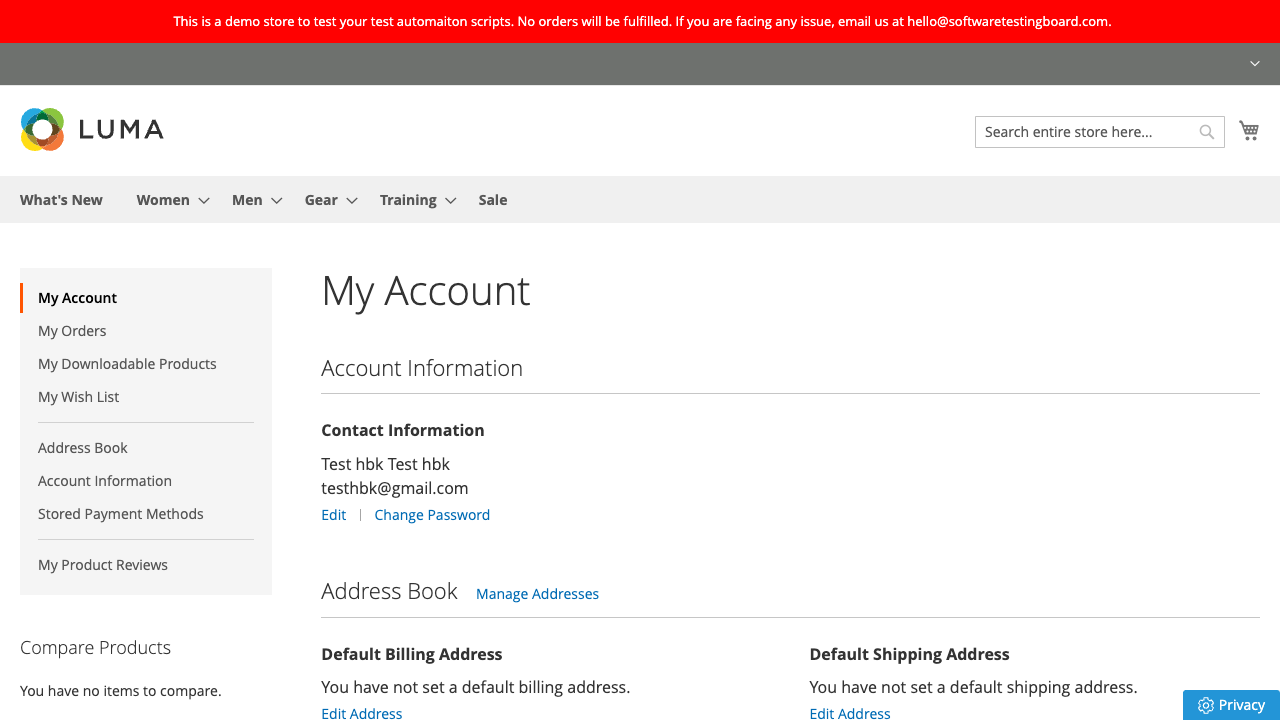 This is a demo store to test your test automaiton scripts. No orders will be fulfilled. If you are facing any issue, email us at hello@softwaretestingboard.com.
LUMA
Search entire store here...
What's New Women Men Gear Training Sale
My Account
My Orders
My Downloadable Products
My Wish List
Address Book
Account Information
Stored Payment Methods
My Product Reviews
Compare Products
You have no items to compare.
My Account
Account Information
Contact Information
Test hbk Test hbk
testhbk@gmail.com
Edit | Change Password
Address Book Manage Addresses
Default Billing Address
You have not set a default billing address.
Edit Address
Default Shipping Address
You have not set a default shipping address.
Edit Address
Privacy